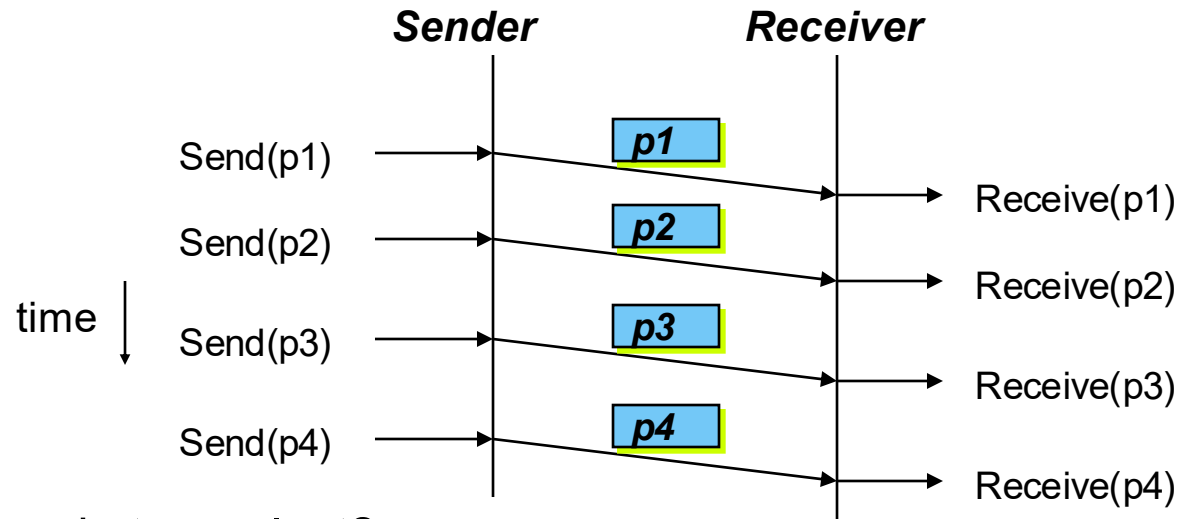 Sender Receiver
p1
Send(p1)
Receive(p1)
p2
Send(p2)
Receive(p2)
time
p3
Send(p3)
Receive(p3)
p4
Send(p4)
Receive(p4)